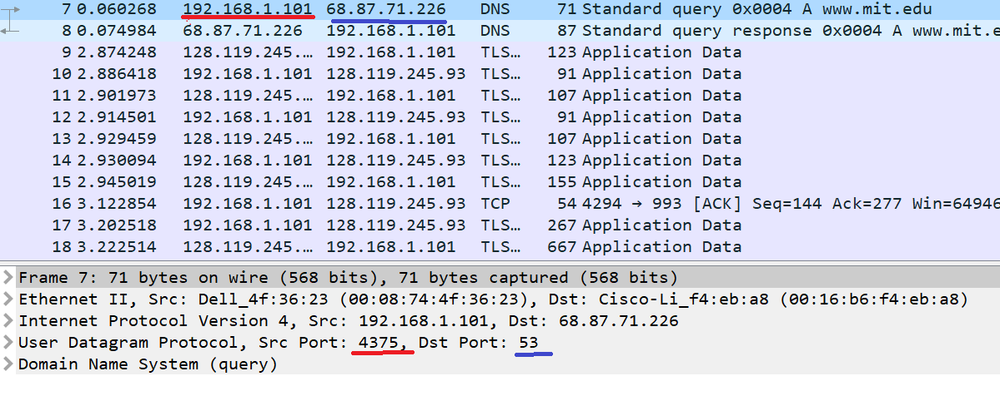 7 0.060268 192.168.1.101 68.87.71.226 DNS 71 Standard query 0x0004 A www.mit.edu
8 0.074984 68.87.71.226 192.168.1.101 DNS 87 Standard query response 0x0004 A www.mit.e
9 2.874248 128.119.245.… 192.168.1.101 TLS… 123 Application Data
10 2.886418 192.168.1.101 128.119.245.93 TLS… 91 Application Data
11 2.901973 128.119.245.… 192.168.1.101 TLS… 107 Application Data
12 2.914501 192.168.1.101 128.119.245.93 TLS… 91 Application Data
13 2.929459 128.119.245.… 192.168.1.101 TLS… 107 Application Data
14 2.930094 192.168.1.101 128.119.245.93 TLS… 123 Application Data
15 2.945019 128.119.245.… 192.168.1.101 TLS… 155 Application Data
16 3.122854 192.168.1.101 128.119.245.93 TCP 54 4294 → 993 [ACK] Seq=144 Ack=277 Win=64946
17 3.202518 192.168.1.101 128.119.245.93 TLS… 267 Application Data
18 3.222514 128.119.245.… 192.168.1.101 TLS… 667 Application Data
Frame 7: 71 bytes on wire (568 bits), 71 bytes captured (568 bits)
Ethernet II, Src: Dell_4f:36:23 (00:08:74:4f:36:23), Dst: Cisco-Li_f4:eb:a8 (00:16:b6:f4:eb:a8)
Internet Protocol Version 4, Src: 192.168.1.101, Dst: 68.87.71.226
User Datagram Protocol, Src Port: 4375, Dst Port: 53
Domain Name System (query)